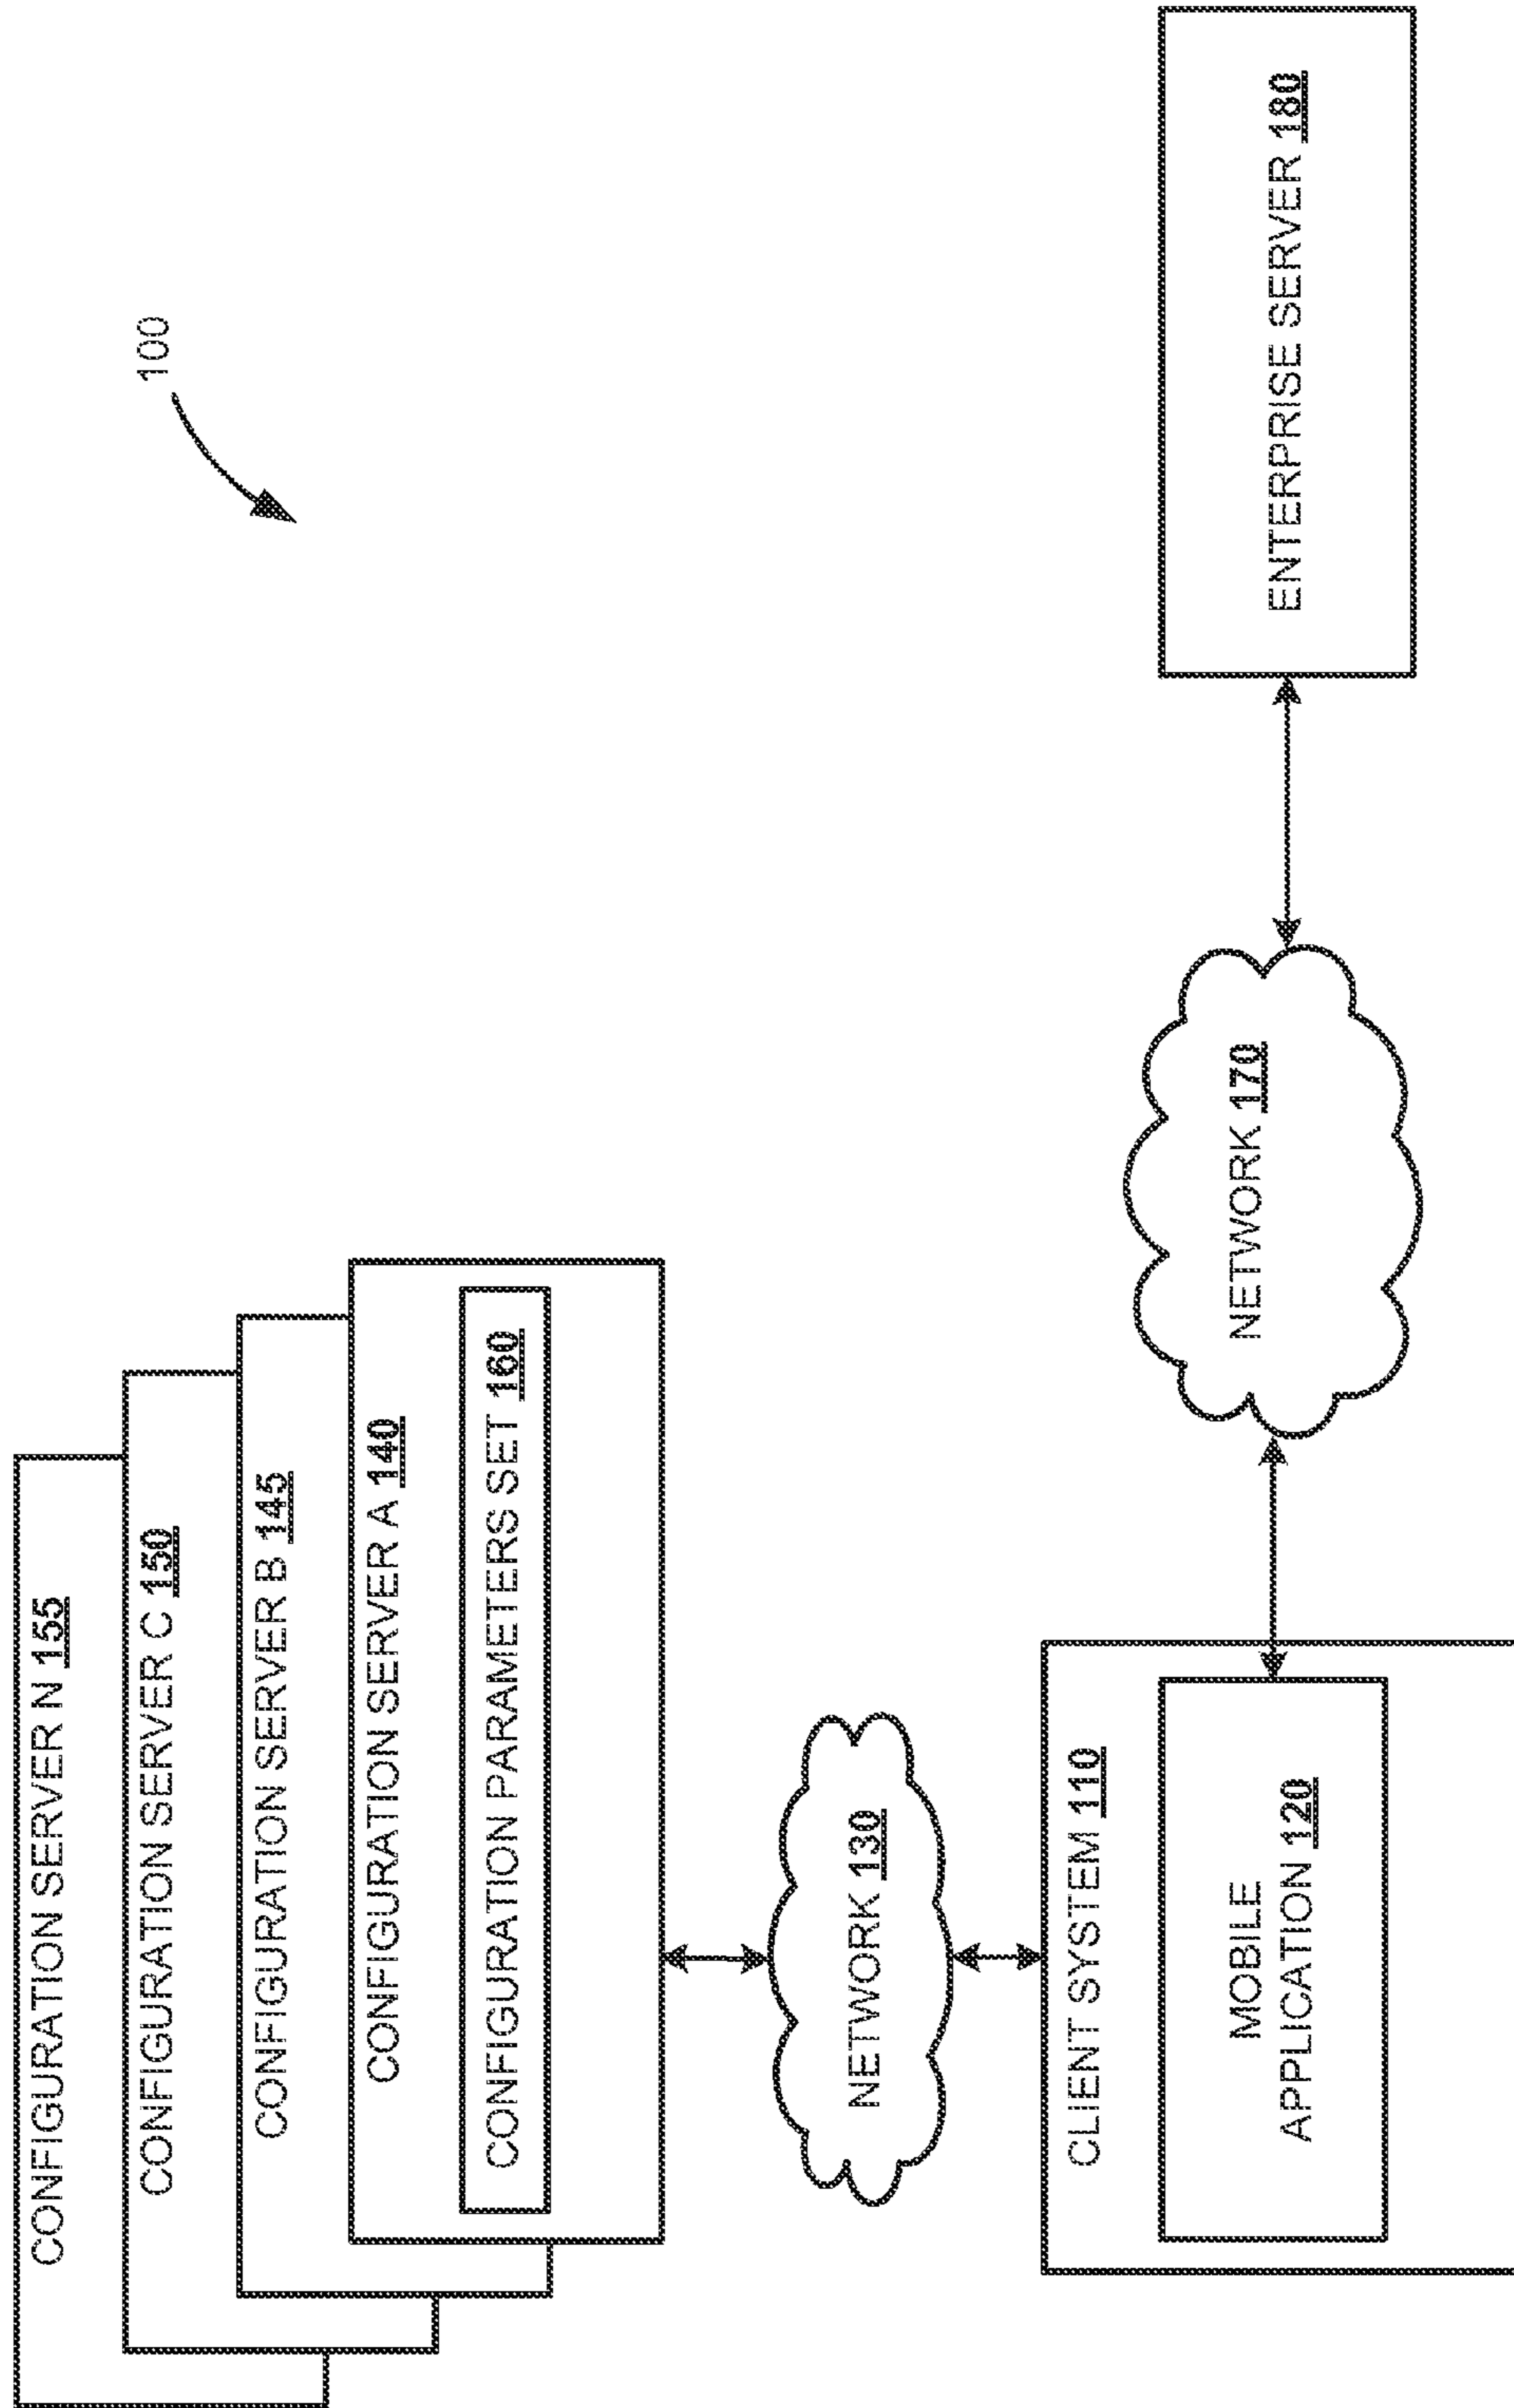 100
CONFIGURATION SERVER N 155
CONFIGURATION SERVER C 150
CONFIGURATION SERVER B 145
CONFIGURATION SERVER A 140
CONFIGURATION PARAMETERS SET 160
NETWORK 130
CLIENT SYSTEM 110
MOBILE
APPLICATION 120
NETWORK 170
ENTERPRISE SERVER 180